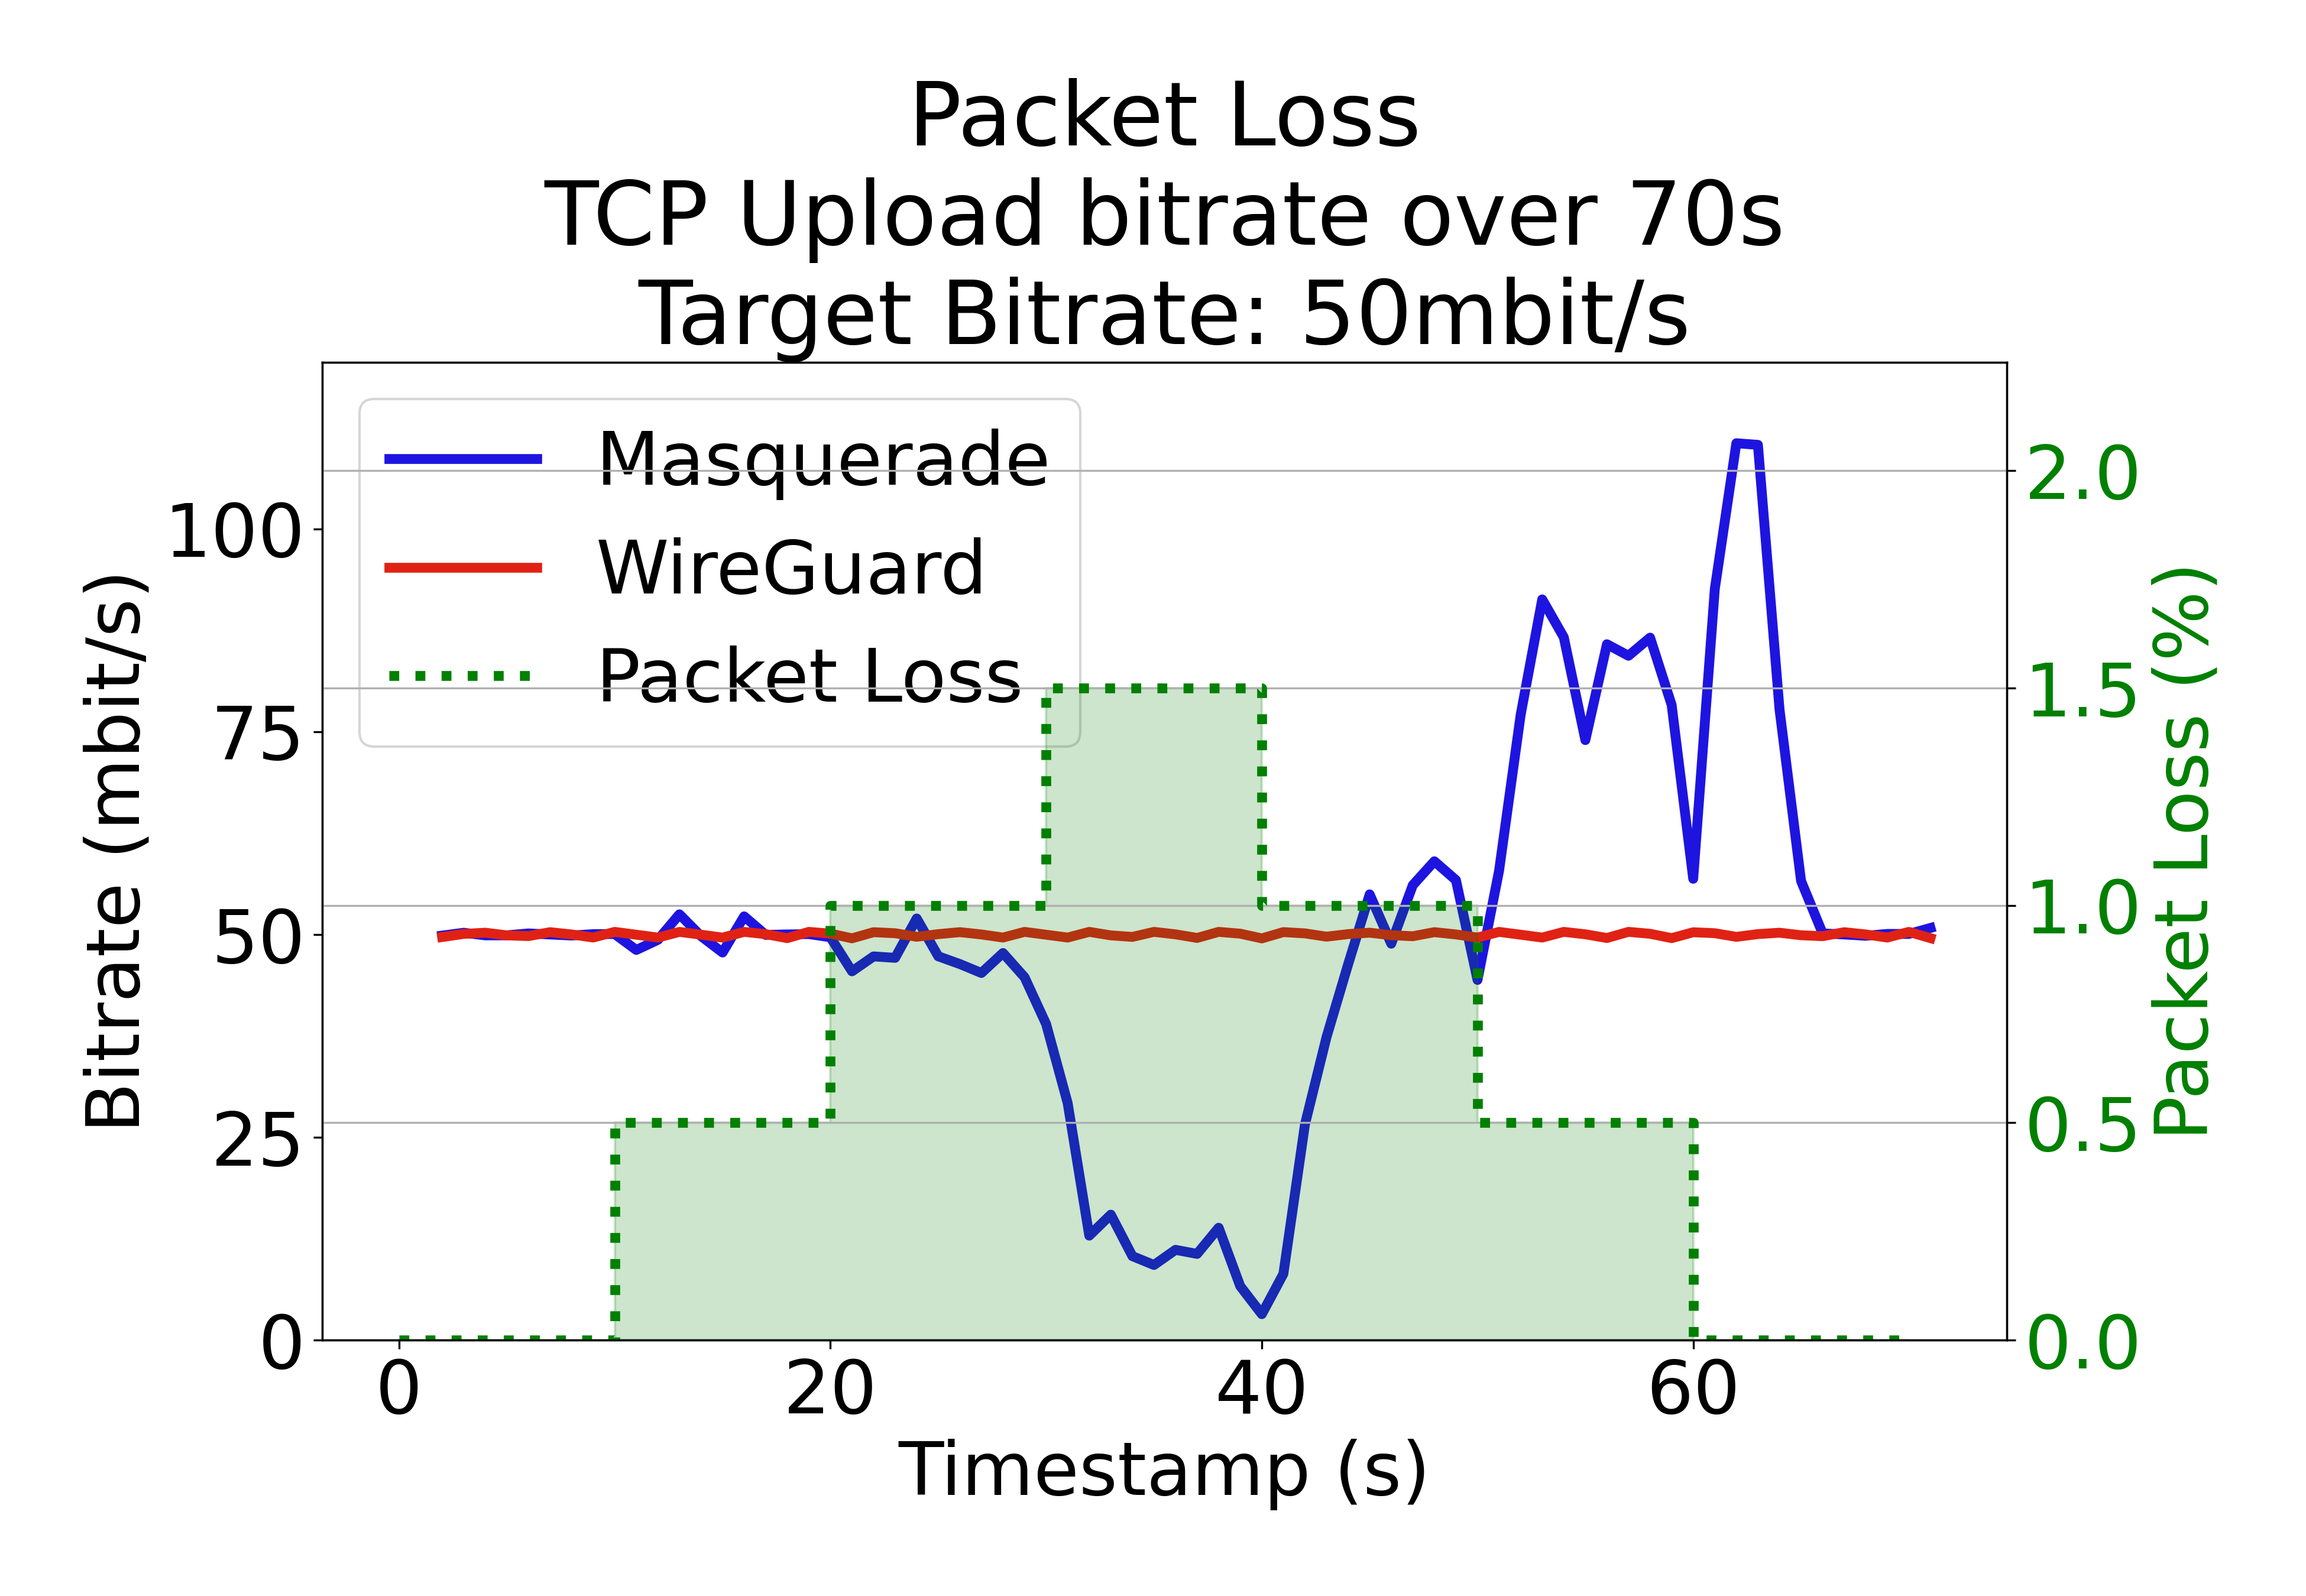 Packet Loss
TCP Upload bitrate over 70s
Target Bitrate: 50mbit/s
Masquerade
WireGuard
Packet Loss
Bitrate (mbit/s)
100
75
50
25
0
2.0
1.5
1.0
0.5
0.0
Packet Loss (%)
0 20 40 60
Timestamp (s)